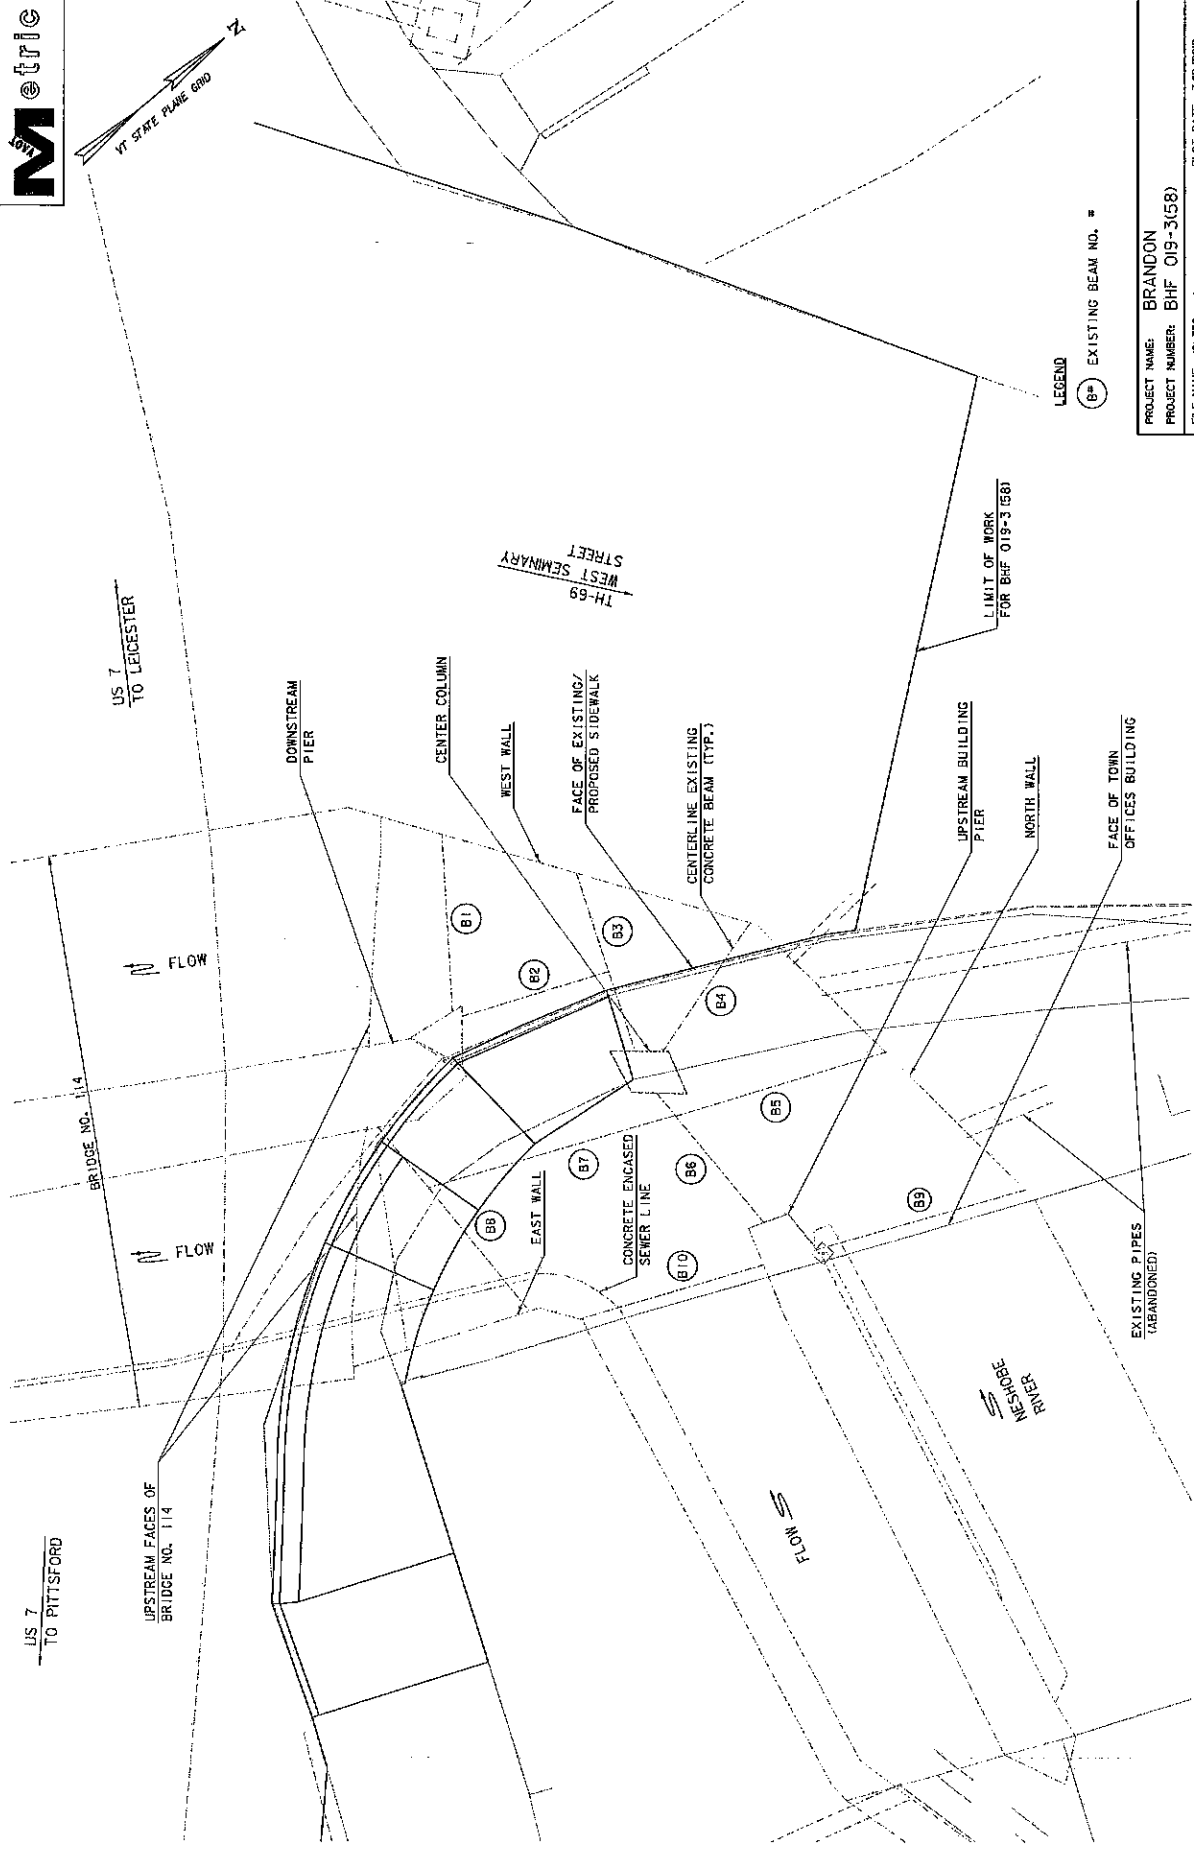 VAOT
Metric
VT STATE PLANE GRID
N
US 7
TO LEICESTER
TH-69
WEST SEMINARY
STREET
DOWNSTREAM
PIER
CENTER COLUMN
WEST WALL
FACE OF EXISTING/
PROPOSED SIDEWALK
CENTERLINE EXISTING
CONCRETE BEAM (TYP.)
UPSTREAM BUILDING
PIER
NORTH WALL
FACE OF TOWN
OFFICES BUILDING
LIMIT OF WORK
FOR BHF 019-3(58)
LEGEND
B# EXISTING BEAM NO. #
PROJECT NAME: BRANDON
PROJECT NUMBER: BHF 019-3(58)
FLOW
BRIDGE NO. 114
FLOW
B1
B2
B3
B4
B5
B6
B7
B8
B9
B10
EAST WALL
CONCRETE ENCASED
SEWER LINE
EXISTING PIPES
(ABANDONED)
NESHOBE
RIVER
FLOW
UPSTREAM FACES OF
BRIDGE NO. 114
US 7
TO PITTSFORD